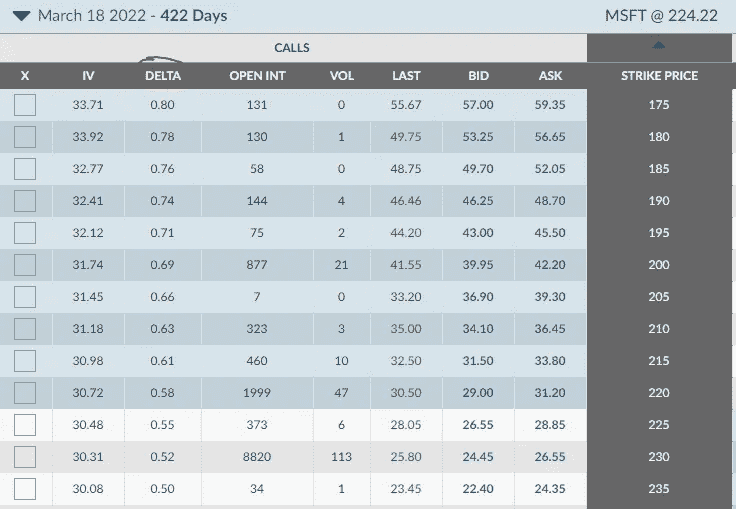 March 18 2022 - 422 Days MSFT @ 224.22
CALLS
X IV DELTA OPEN INT VOL LAST BID ASK STRIKE PRICE
33.71 0.80 131 0 55.67 57.00 59.35 175
33.92 0.78 130 1 49.75 53.25 56.65 180
32.77 0.76 58 0 48.75 49.70 52.05 185
32.41 0.74 144 4 46.46 46.25 48.70 190
32.12 0.71 75 2 44.20 43.00 45.50 195
31.74 0.69 877 21 41.55 39.95 42.20 200
31.45 0.66 7 0 33.20 36.90 39.30 205
31.18 0.63 323 3 35.00 34.10 36.45 210
30.98 0.61 460 10 32.50 31.50 33.80 215
30.72 0.58 1999 47 30.50 29.00 31.20 220
30.48 0.55 373 6 28.05 26.55 28.85 225
30.31 0.52 8820 113 25.80 24.45 26.55 230
30.08 0.50 34 1 23.45 22.40 24.35 235